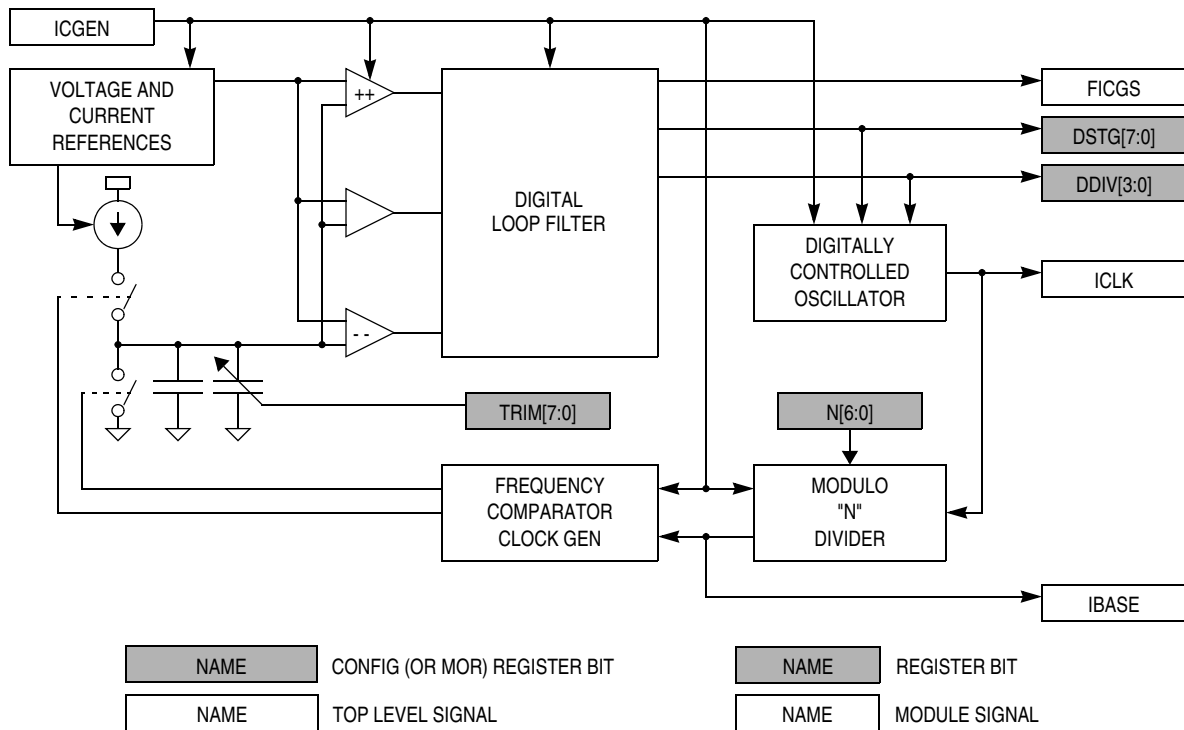 ICGEN
VOLTAGE AND
CURRENT
REFERENCES
++
- -
DIGITAL
LOOP FILTER
FICGS
DSTG[7:0]
DDIV[3:0]
DIGITALLY
CONTROLLED
OSCILLATOR
ICLK
TRIM[7:0]
N[6:0]
FREQUENCY
COMPARATOR
CLOCK GEN
MODULO
"N"
DIVIDER
IBASE
NAME CONFIG (OR MOR) REGISTER BIT
NAME REGISTER BIT
NAME TOP LEVEL SIGNAL
NAME MODULE SIGNAL